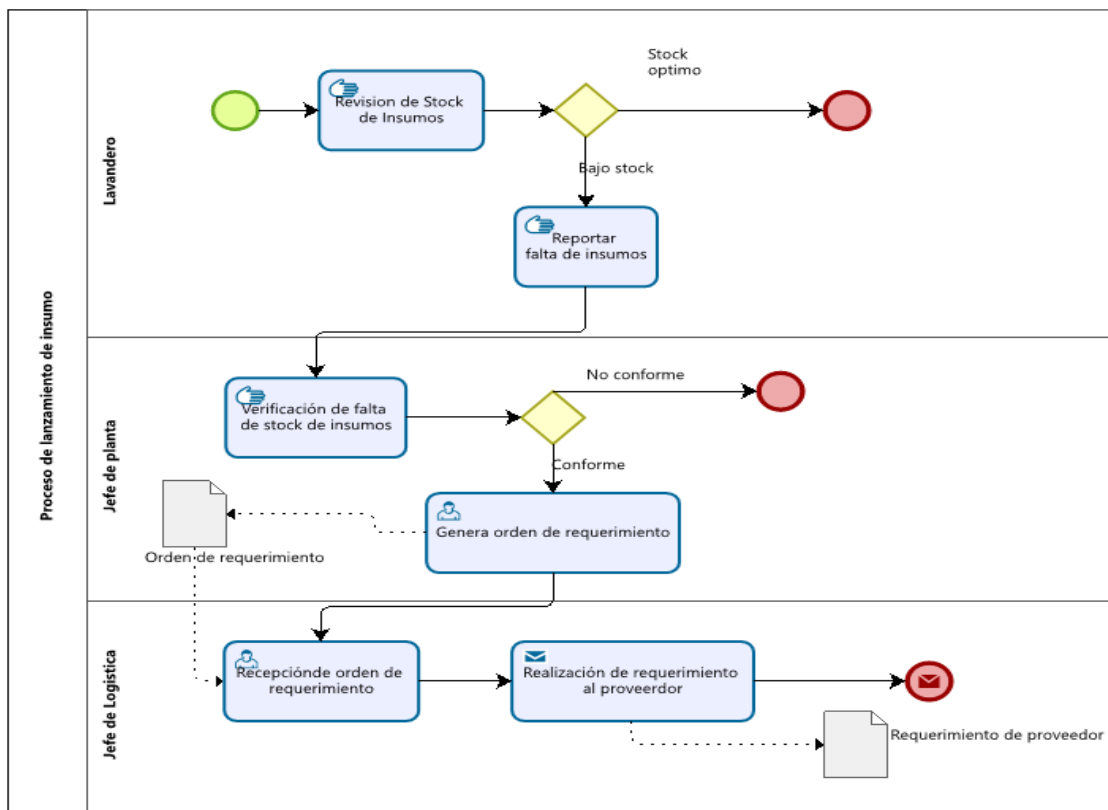 Proceso de lanzamiento de insumo
Lavandero
Revision de Stock
de Insumos
Stock
optimo
Bajo stock
Reportar
falta de insumos
Jefe de planta
Verificación de falta
de stock de insumos
No conforme
Conforme
Genera orden de requerimiento
Orden de requerimiento
Jefe de Logistica
Recepciónde orden de
requerimiento
Realización de requerimiento
al proveerdor
Requerimiento de proveedor